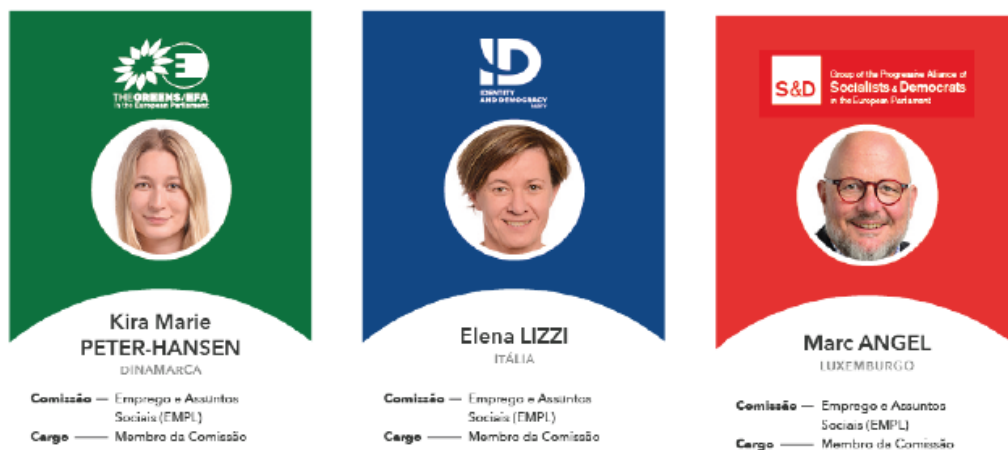 THE GREENS/EFA
in the European Parliament
Kira Marie
PETER-HANSEN
DINAMARCA
Comissão — Emprego e Assuntos
Sociais (EMPL)
Cargo — Membro da Comissão
ID
IDENTITY
AND DEMOCRACY
PARTY
Elena LIZZI
ITÁLIA
Comissão — Emprego e Assuntos
Sociais (EMPL)
Cargo — Membro da Comissão
S&D
Group of the Progressive Alliance of
Socialists & Democrats
in the European Parliament
Marc ANGEL
LUXEMBURGO
Comissão — Emprego e Assuntos
Sociais (EMPL)
Cargo — Membro da Comissão